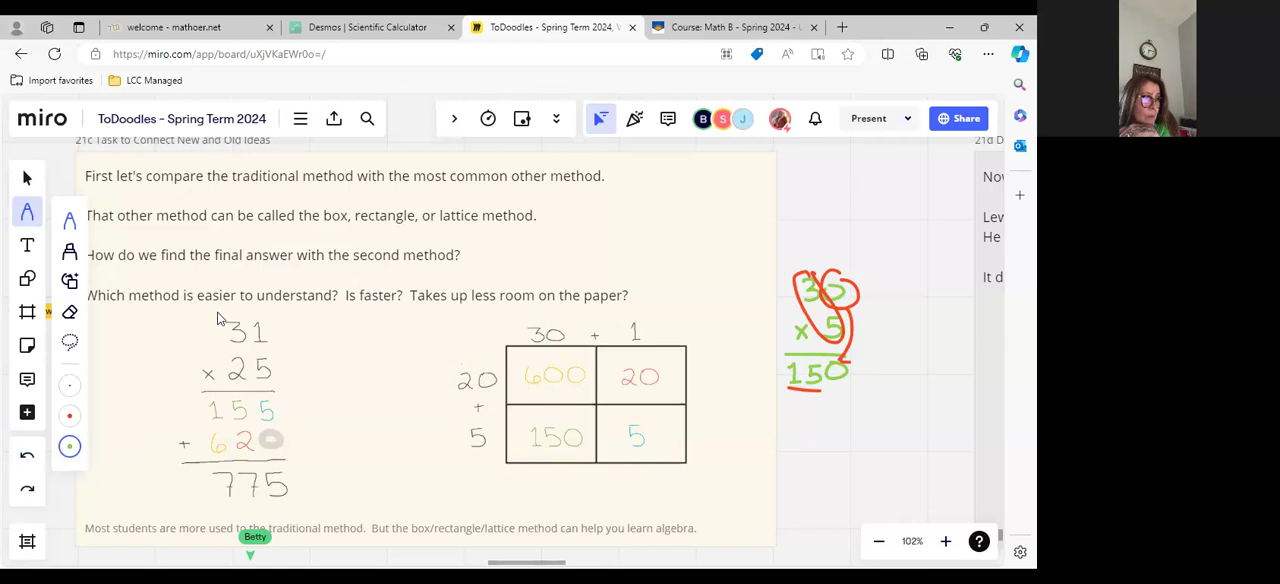 welcome - mathoer.net
Desmos | Scientific Calculator
ToDoodles - Spring Term 2024,
Course: Math B - Spring 2024 -
https://miro.com/app/board/uXjVKaEWr0o=/
Import favorites
LCC Managed
miro
ToDoodles - Spring Term 2024
B
S
J
Present
Share
21c Task to Connect New and Old Ideas
21d D
First let's compare the traditional method with the most common other method.
That other method can be called the box, rectangle, or lattice method.
How do we find the final answer with the second method?
Which method is easier to understand? Is faster? Takes up less room on the paper?
31
× 25
155
+ 620
775
30 + 1
20 600 20
+
5 150 5
30
x 5
150
Nov
Lew
He
It d
Most students are more used to the traditional method. But the box/rectangle/lattice method can help you learn algebra.
Betty
102%